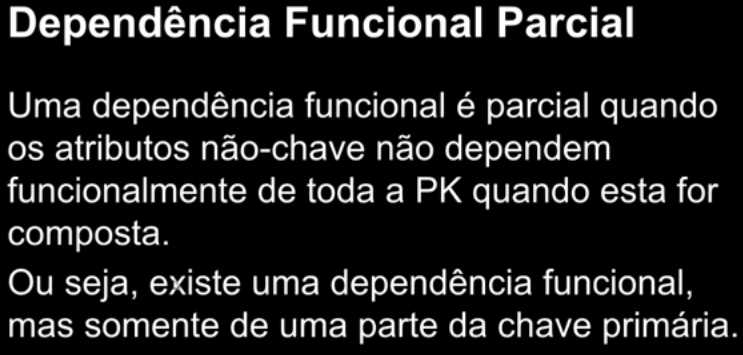 Dependência Funcional Parcial
Uma dependência funcional é parcial quando
os atributos não-chave não dependem
funcionalmente de toda a PK quando esta for
composta.
Ou seja, existe uma dependência funcional,
mas somente de uma parte da chave primária.